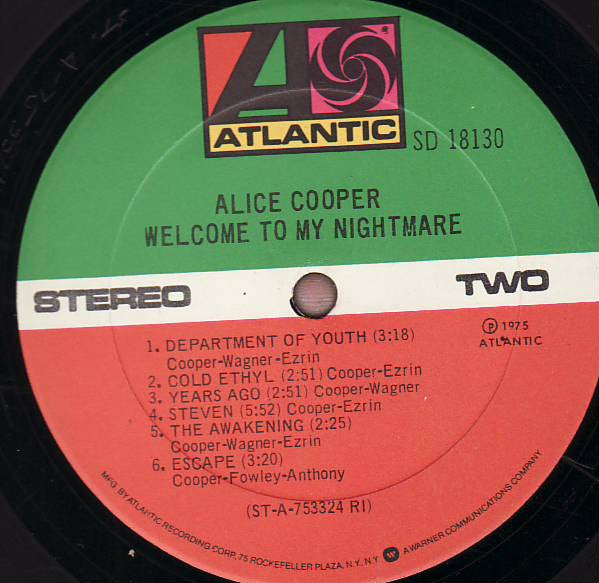 ATLANTIC
SD 18130
ALICE COOPER
WELCOME TO MY NIGHTMARE
STEREO
TWO
℗ 1975
ATLANTIC
1. DEPARTMENT OF YOUTH (3:18)
Cooper-Wagner-Ezrin
2. COLD ETHYL (2:51) Cooper-Ezrin
3. YEARS AGO (2:51) Cooper-Wagner
4. STEVEN (5:52) Cooper-Ezrin
5. THE AWAKENING (2:25)
Cooper-Wagner-Ezrin
6. ESCAPE (3:20)
Cooper-Fowley-Anthony
(ST-A-753324 RI)
MFG. BY ATLANTIC RECORDING CORP., 75 ROCKEFELLER PLAZA, N.Y., N.Y. A WARNER COMMUNICATIONS COMPANY